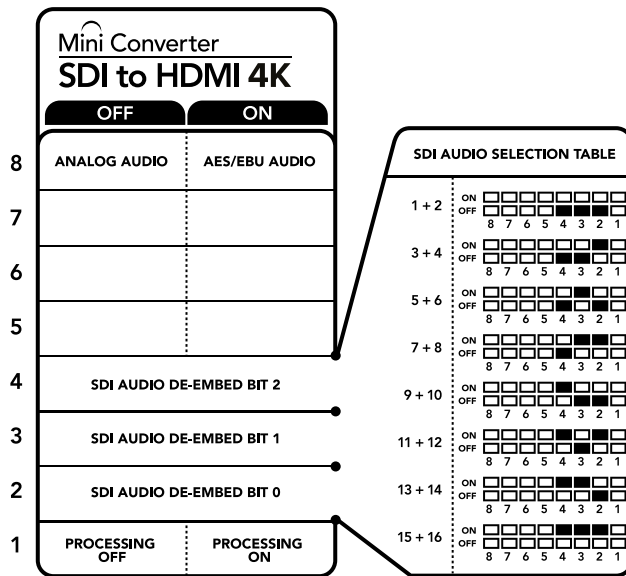 Mini Converter
SDI to HDMI 4K
OFF ON
8 ANALOG AUDIO AES/EBU AUDIO
7
6
5
4 SDI AUDIO DE-EMBED BIT 2
3 SDI AUDIO DE-EMBED BIT 1
2 SDI AUDIO DE-EMBED BIT 0
1 PROCESSING OFF PROCESSING ON
SDI AUDIO SELECTION TABLE
1 + 2 ON
OFF
8 7 6 5 4 3 2 1
3 + 4 ON
OFF
8 7 6 5 4 3 2 1
5 + 6 ON
OFF
8 7 6 5 4 3 2 1
7 + 8 ON
OFF
8 7 6 5 4 3 2 1
9 + 10 ON
OFF
8 7 6 5 4 3 2 1
11 + 12 ON
OFF
8 7 6 5 4 3 2 1
13 + 14 ON
OFF
8 7 6 5 4 3 2 1
15 + 16 ON
OFF
8 7 6 5 4 3 2 1